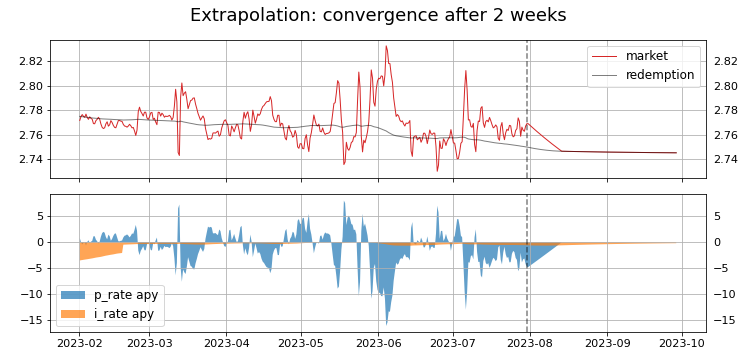 Extrapolation: convergence after 2 weeks
2.82 2.82
2.80 2.80
2.78 2.78
2.76 2.76
2.74 2.74
market
redemption
5 5
0 0
−5 −5
−10 −10
−15 −15
p_rate apy
i_rate apy
2023-02 2023-03 2023-04 2023-05 2023-06 2023-07 2023-08 2023-09 2023-10